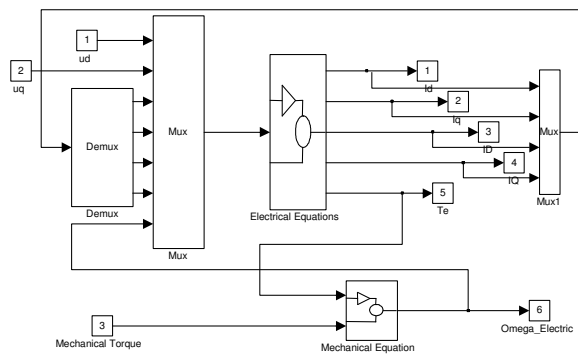 1
ud
2
uq
Demux
Demux
Mux
Mux
Electrical Equations
1
Id
2
Iq
3
ID
4
IQ
5
Te
Mux
Mux1
3
Mechanical Torque
Mechanical Equation
6
Omega_Electric